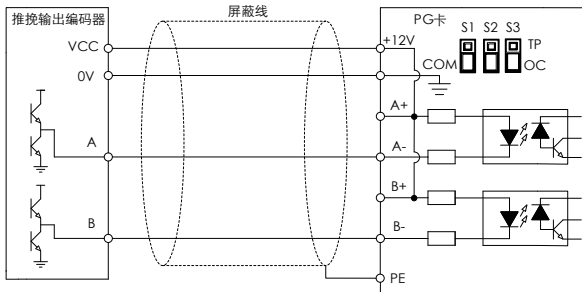 推挽输出编码器
屏蔽线
PG卡
S1 S2 S3
VCC
+12V
TP
COM
OC
0V
A+
A
A-
B+
B
B-
PE